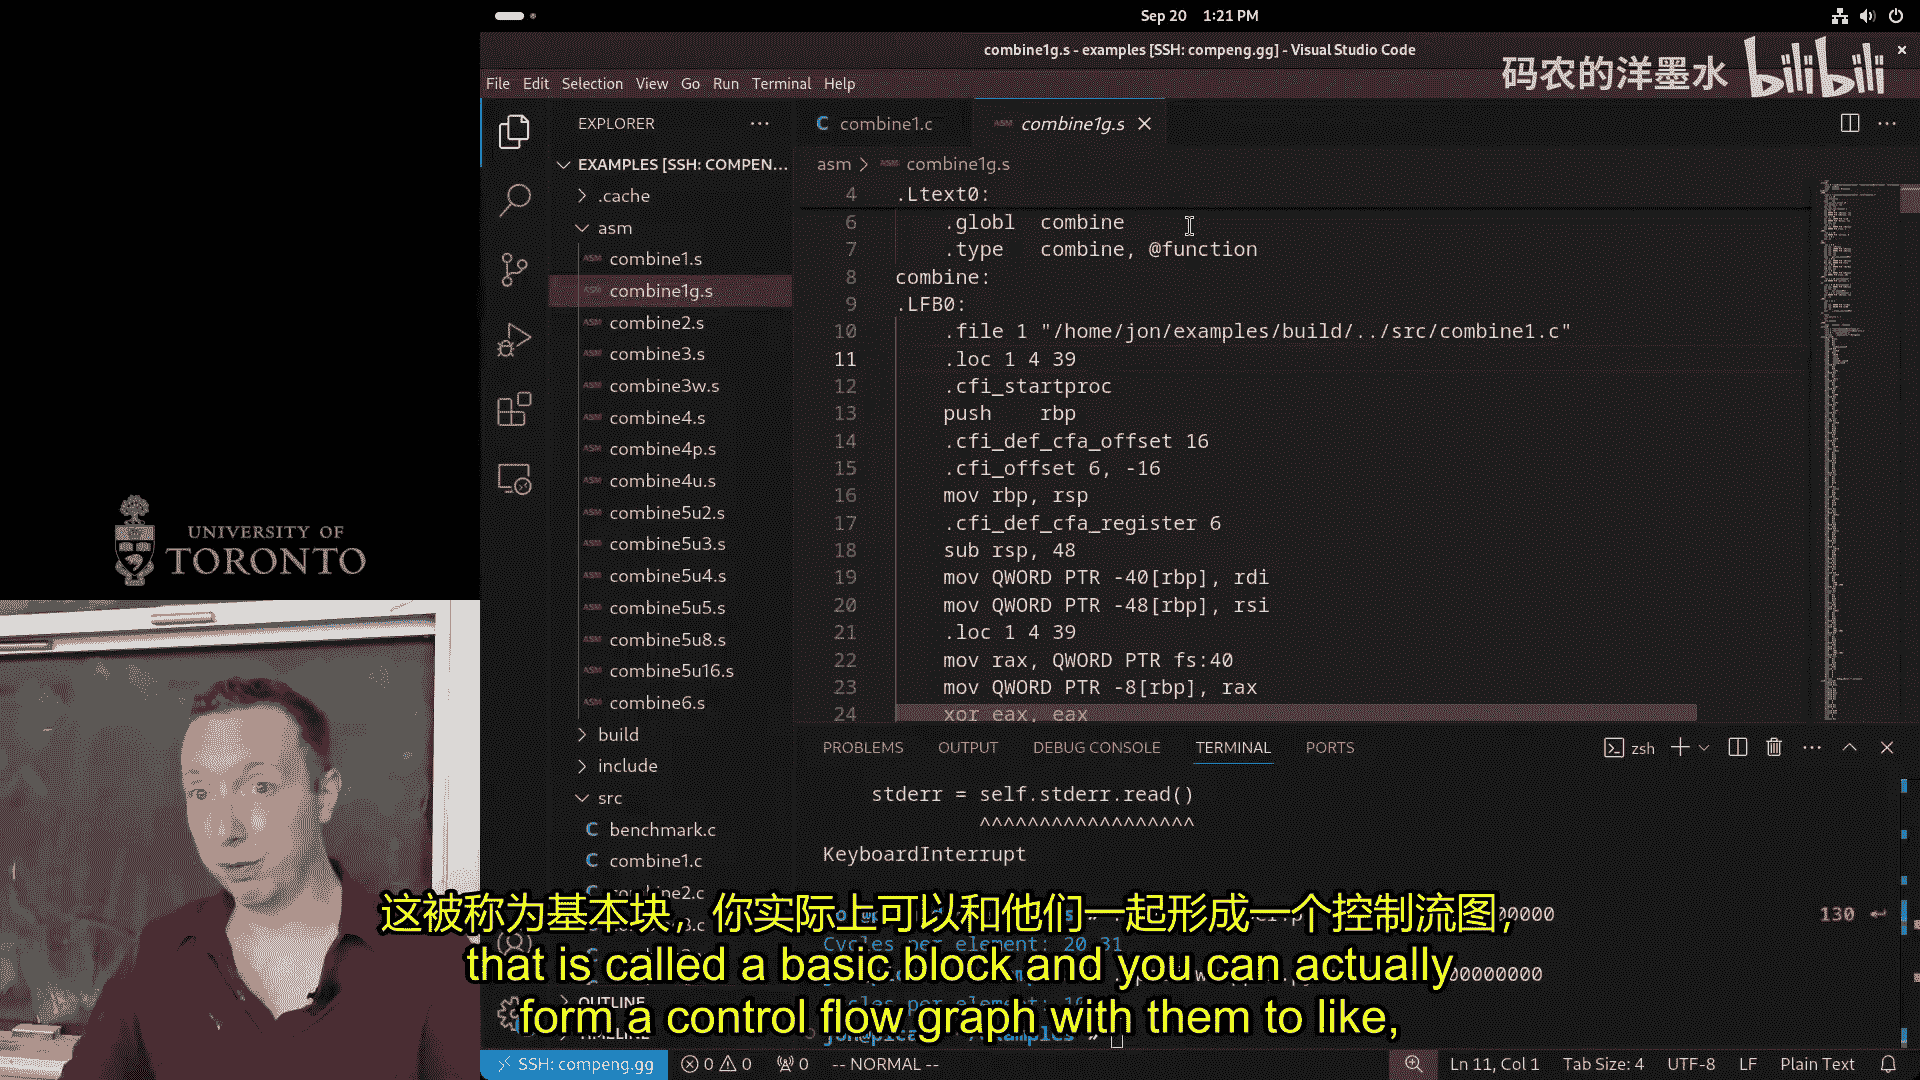 Sep 20 1:21 PM
combine1g.s - examples [SSH: compeng.gg] - Visual Studio Code
码农的洋墨水 bilibili
File Edit Selection View Go Run Terminal Help
EXPLORER
EXAMPLES [SSH: COMPEN...
.cache
asm
combine1.s
combine1g.s
combine2.s
combine3.s
combine3w.s
combine4.s
combine4p.s
combine4u.s
combine5u2.s
combine5u3.s
combine5u4.s
combine5u5.s
combine5u8.s
combine5u16.s
combine6.s
build
include
src
benchmark.c
combine1.c
OUTLINE
combine1.c
combine1g.s
asm > combine1g.s
4 .Ltext0:
6 .globl combine
7 .type combine, @function
8 combine:
9 .LFB0:
10 .file 1 "/home/jon/examples/build/../src/combine1.c"
11 .loc 1 4 39
12 .cfi_startproc
13 push rbp
14 .cfi_def_cfa_offset 16
15 .cfi_offset 6, -16
16 mov rbp, rsp
17 .cfi_def_cfa_register 6
18 sub rsp, 48
19 mov QWORD PTR -40[rbp], rdi
20 mov QWORD PTR -48[rbp], rsi
21 .loc 1 4 39
22 mov rax, QWORD PTR fs:40
23 mov QWORD PTR -8[rbp], rax
24 xor eax, eax
PROBLEMS OUTPUT DEBUG CONSOLE TERMINAL PORTS
zsh
stderr = self.stderr.read()
^^^^^^^^^^^^^^^^^^
KeyboardInterrupt
130
Cycles per element: 20.31
UNIVERSITY OF
TORONTO
这被称为基本块，你实际上可以和他们一起形成一个控制流图，
that is called a basic block and you can actually
form a control flow graph with them to like,
SSH: compeng.gg 0 0 0 -- NORMAL -- Ln 11, Col 1 Tab Size: 4 UTF-8 LF Plain Text